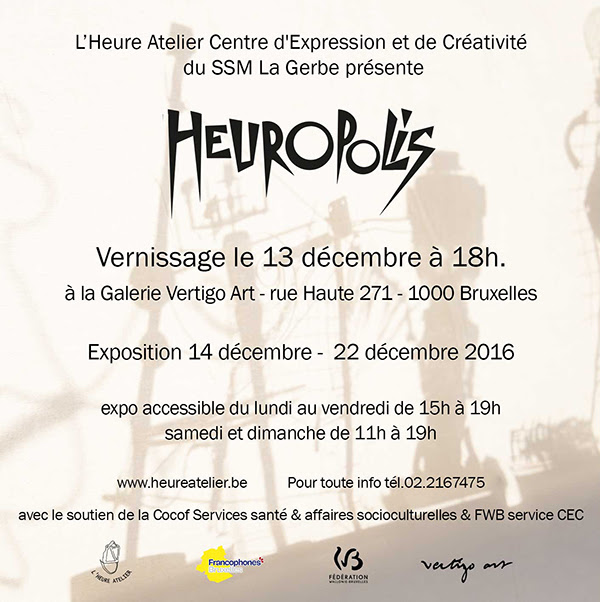 L'Heure Atelier Centre d'Expression et de Créativité
du SSM La Gerbe présente
HEUROPOLIS
Vernissage le 13 décembre à 18h.
à la Galerie Vertigo Art - rue Haute 271 - 1000 Bruxelles
Exposition 14 décembre - 22 décembre 2016
expo accessible du lundi au vendredi de 15h à 19h
samedi et dimanche de 11h à 19h
www.heureatelier.be Pour toute info tél.02.2167475
avec le soutien de la Cocof Services santé & affaires socioculturelles & FWB service CEC
L'HEURE ATELIER
Francophones
Bruxelles
FÉDÉRATION
WALLONIE-BRUXELLES
vertigo art